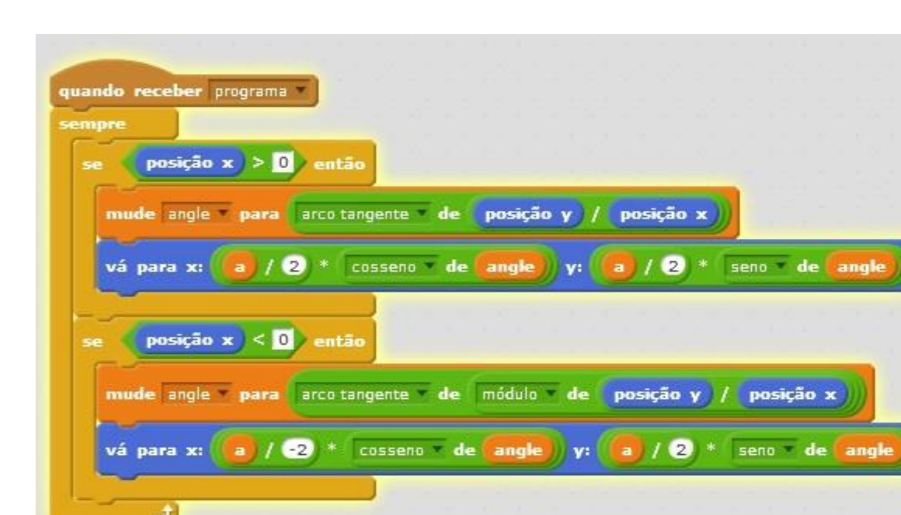 quando receber programa
sempre
se posição x > 0 então
mude angle para arco tangente de posição y / posição x
vá para x: a / 2 * cosseno de angle y: a / 2 * seno de angle
se posição x < 0 então
mude angle para arco tangente de módulo de posição y / posição x
vá para x: a / -2 * cosseno de angle y: a / 2 * seno de angle